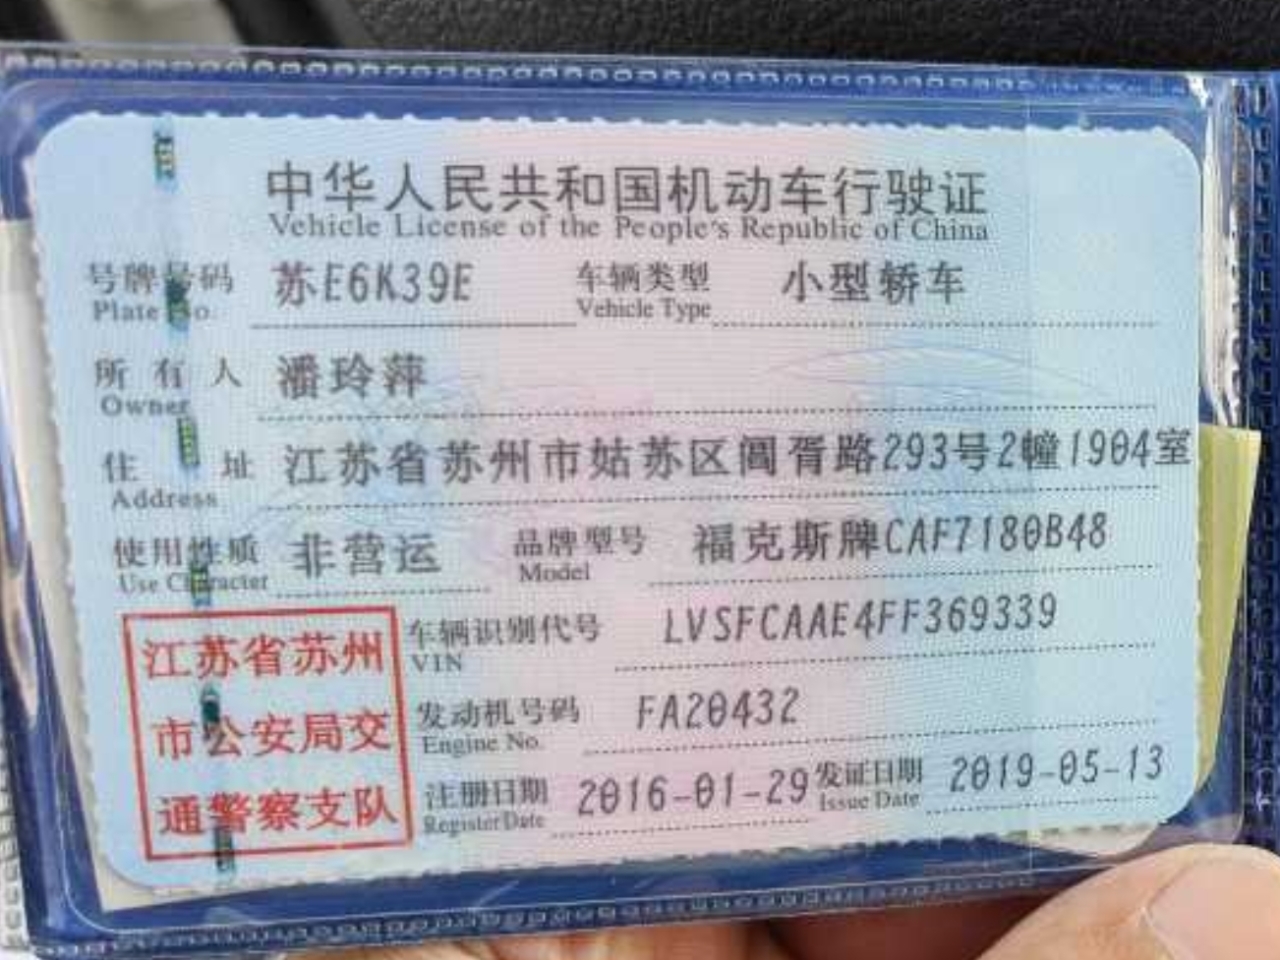 中华人民共和国机动车行驶证
Vehicle License of the People's Republic of China
号牌号码 苏E6K39E 车辆类型 小型轿车
Plate No. Vehicle Type
所有人 潘玲萍
Owner
住址 江苏省苏州市姑苏区阊胥路293号2幢1904室
Address
使用性质 非营运 品牌型号 福克斯牌CAF7180B48
Use Character Model
江苏省苏州
市公安局交
通警察支队
车辆识别代号 LVSFCAAE4FF369339
VIN
发动机号码 FA20432
Engine No.
注册日期 2016-01-29 发证日期 2019-05-13
Register Date Issue Date